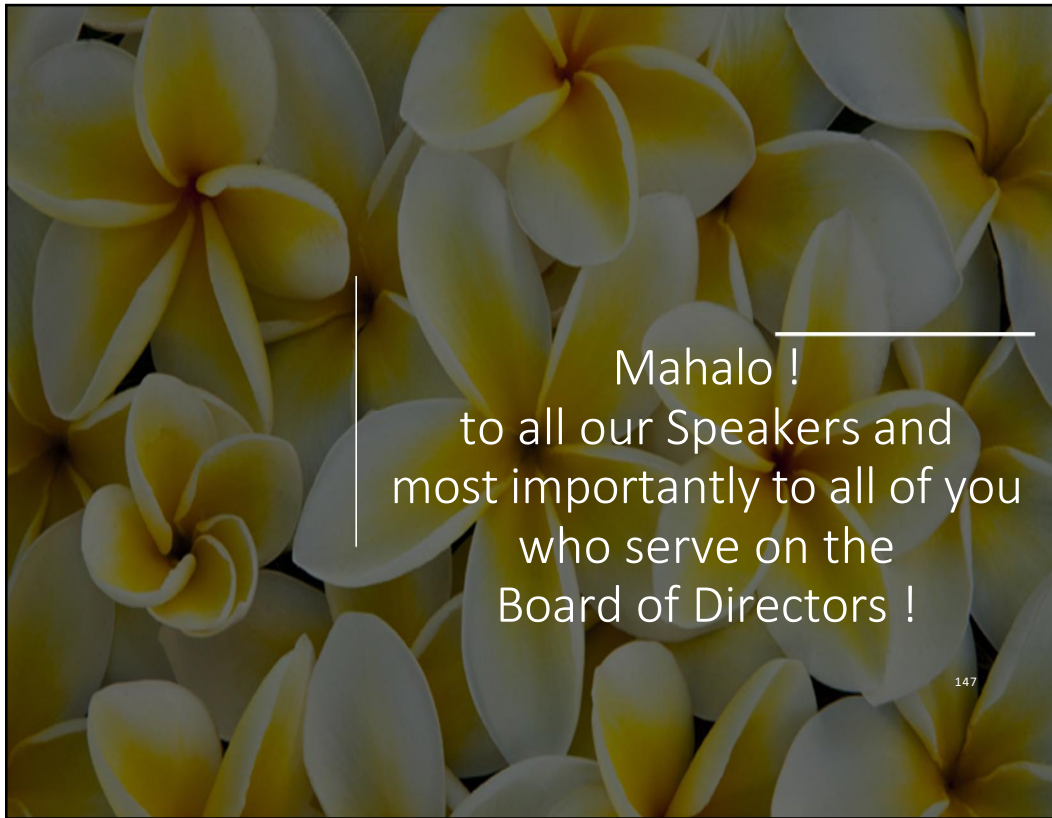 Mahalo !
to all our Speakers and
most importantly to all of you
who serve on the
Board of Directors !
147